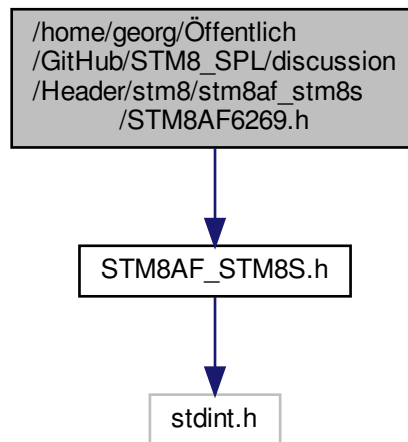 /home/georg/Öffentlich
/GitHub/STM8_SPL/discussion
/Header/stm8/stm8af_stm8s
/STM8AF6269.h
STM8AF_STM8S.h
stdint.h